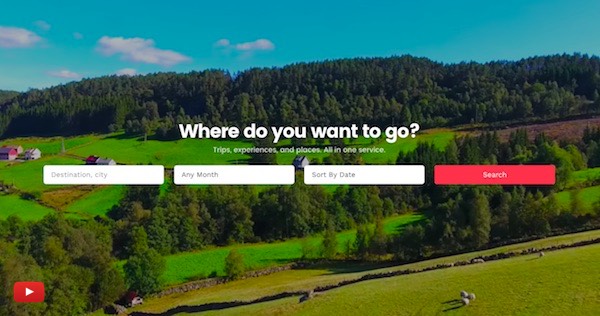 Where do you want to go?
Trips, experiences, and places. All in one service.
Destination, city
Any Month
Sort By Date
Search